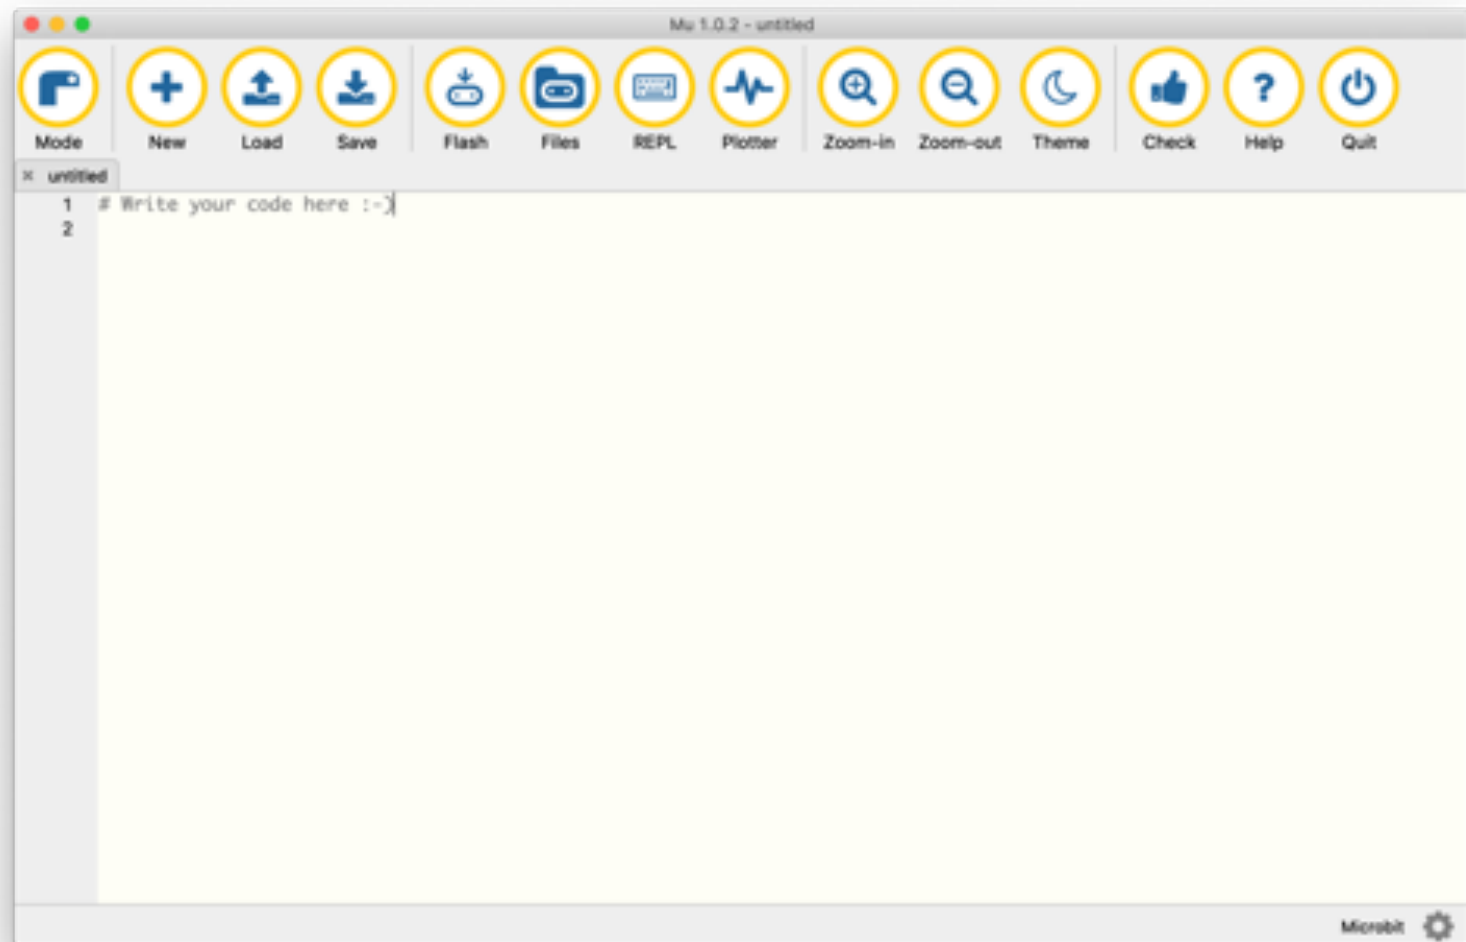 Mu 1.0.2 - untitled
Mode New Load Save Flash Files REPL Plotter Zoom-in Zoom-out Theme Check Help Quit
untitled
1 # Write your code here :-)
2
Microbit